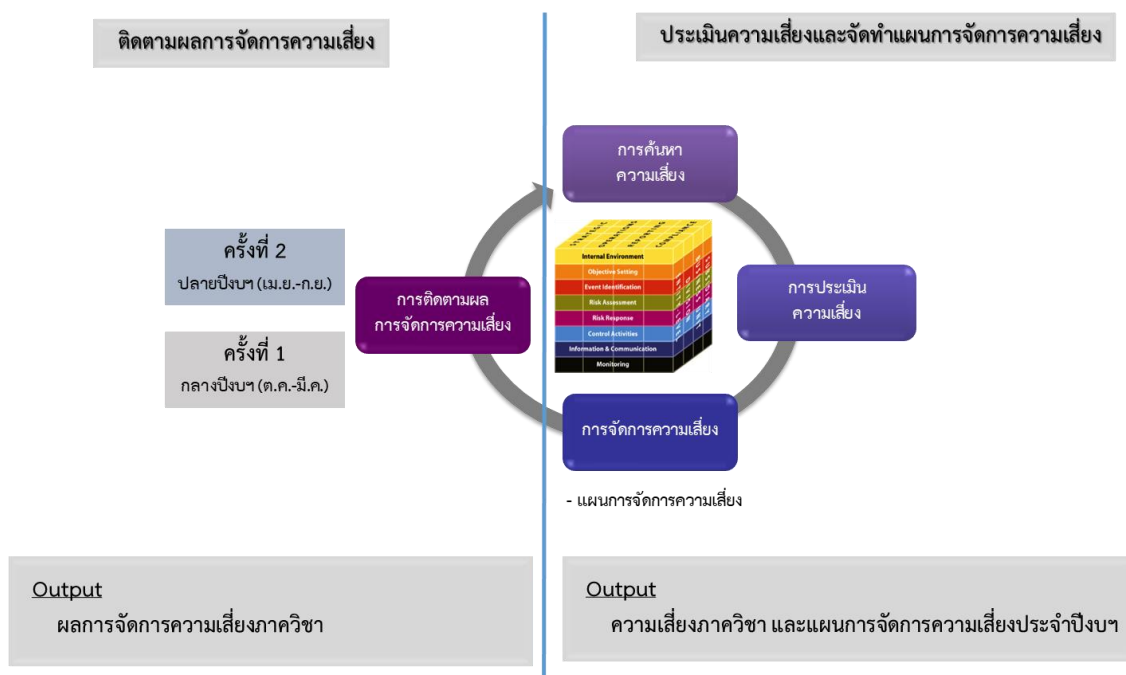 ติดตามผลการจัดการความเสี่ยง
ประเมินความเสี่ยงและจัดทำแผนการจัดการความเสี่ยง
การค้นหา
ความเสี่ยง
การประเมิน
ความเสี่ยง
การจัดการความเสี่ยง
- แผนการจัดการความเสี่ยง
การติดตามผล
การจัดการความเสี่ยง
ครั้งที่ 2
ปลายปีงบฯ (เม.ย.-ก.ย.)
ครั้งที่ 1
กลางปีงบฯ (ต.ค.-มี.ค.)
STRATEGIC
OPERATIONS
REPORTING
COMPLIANCE
Internal Environment
Objective Setting
Event Identification
Risk Assessment
Risk Response
Control Activities
Information & Communication
Monitoring
Output
ผลการจัดการความเสี่ยงภาควิชา
Output
ความเสี่ยงภาควิชา และแผนการจัดการความเสี่ยงประจำปีงบฯ